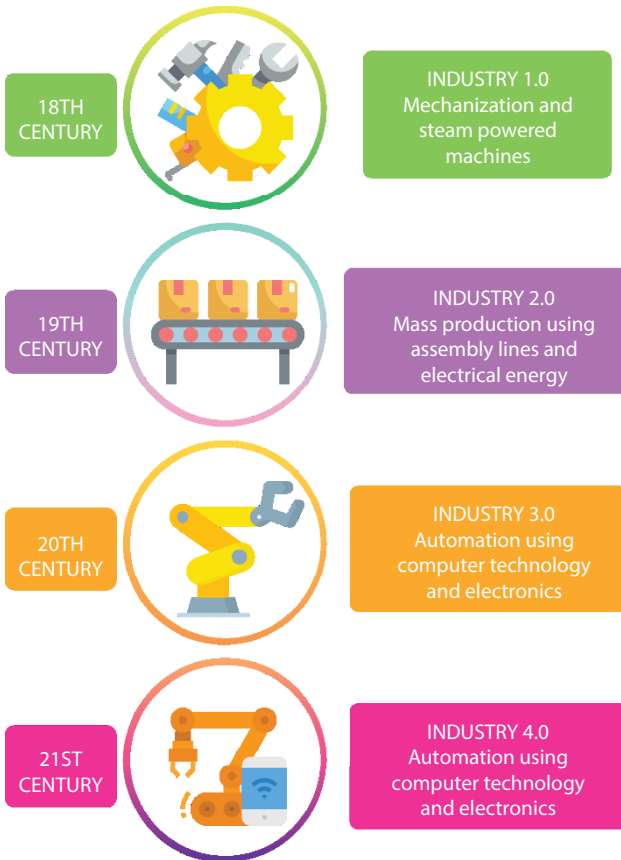 18TH
CENTURY
INDUSTRY 1.0
Mechanization and
steam powered
machines
19TH
CENTURY
INDUSTRY 2.0
Mass production using
assembly lines and
electrical energy
20TH
CENTURY
INDUSTRY 3.0
Automation using
computer technology
and electronics
21ST
CENTURY
INDUSTRY 4.0
Automation using
computer technology
and electronics